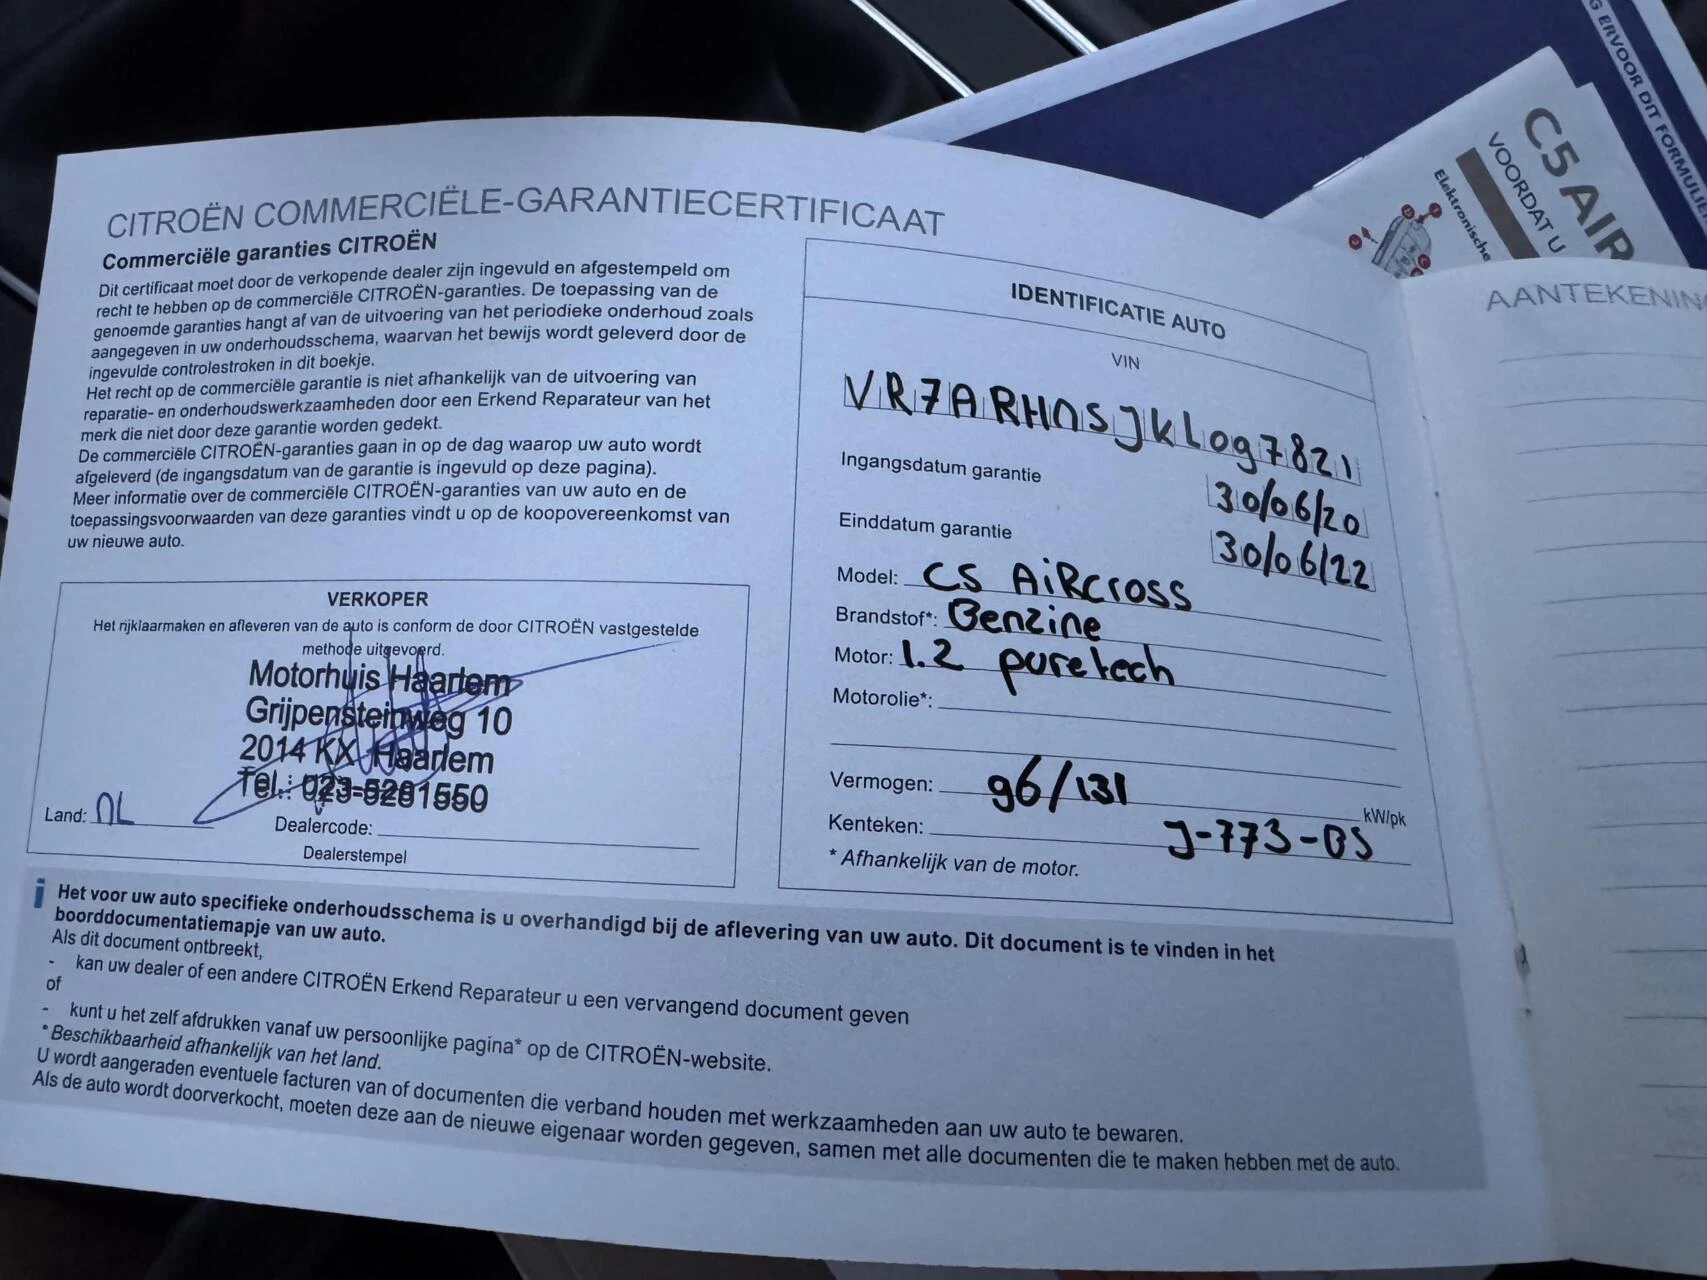 G ERVOOR DIT FORMULIE
C5 AIR
VOORDAT U
Elektronische
CITROËN COMMERCIËLE-GARANTIECERTIFICAAT
Commerciële garanties CITROËN
Dit certificaat moet door de verkopende dealer zijn ingevuld en afgestempeld om
recht te hebben op de commerciële CITROËN-garanties. De toepassing van de
genoemde garanties hangt af van de uitvoering van het periodieke onderhoud zoals
aangegeven in uw onderhoudsschema, waarvan het bewijs wordt geleverd door de
ingevulde controlestroken in dit boekje.
Het recht op de commerciële garantie is niet afhankelijk van de uitvoering van
reparatie- en onderhoudswerkzaamheden door een Erkend Reparateur van het
merk die niet door deze garantie worden gedekt.
De commerciële CITROËN-garanties gaan in op de dag waarop uw auto wordt
afgeleverd (de ingangsdatum van de garantie is ingevuld op deze pagina).
Meer informatie over de commerciële CITROËN-garanties van uw auto en de
toepassingsvoorwaarden van deze garanties vindt u op de koopovereenkomst van
uw nieuwe auto.
VERKOPER
Het rijklaarmaken en afleveren van de auto is conform de door CITROËN vastgestelde
methode uitgevoerd.
Motorhuis Haarlem
Grijpensteinweg 10
2014 KX Haarlem
Tel.: 023-5281550
Land: NL
Dealercode:
Dealerstempel
IDENTIFICATIE AUTO
VIN
VR7ARHNSJKL097821
Ingangsdatum garantie 30/06/20
Einddatum garantie 30/06/22
Model: C5 AiRcross
Brandstof*: Benzine
Motor: 1.2 puretech
Motorolie*:
Vermogen: 96/131 kW/pk
Kenteken: J-773-BS
* Afhankelijk van de motor.
i Het voor uw auto specifieke onderhoudsschema is u overhandigd bij de aflevering van uw auto. Dit document is te vinden in het
boorddocumentatiemapje van uw auto.
Als dit document ontbreekt,
- kan uw dealer of een andere CITROËN Erkend Reparateur u een vervangend document geven
of
- kunt u het zelf afdrukken vanaf uw persoonlijke pagina* op de CITROËN-website.
* Beschikbaarheid afhankelijk van het land.
U wordt aangeraden eventuele facturen van of documenten die verband houden met werkzaamheden aan uw auto te bewaren.
Als de auto wordt doorverkocht, moeten deze aan de nieuwe eigenaar worden gegeven, samen met alle documenten die te maken hebben met de auto.
AANTEKENIN